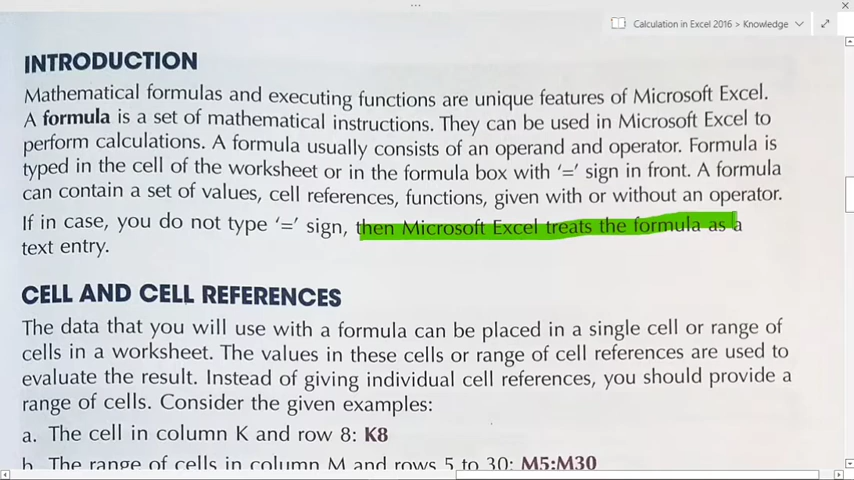 Calculation in Excel 2016 > Knowledge
INTRODUCTION
Mathematical formulas and executing functions are unique features of Microsoft Excel.
A formula is a set of mathematical instructions. They can be used in Microsoft Excel to
perform calculations. A formula usually consists of an operand and operator. Formula is
typed in the cell of the worksheet or in the formula box with ‘=’ sign in front. A formula
can contain a set of values, cell references, functions, given with or without an operator.
If in case, you do not type ‘=’ sign, then Microsoft Excel treats the formula as a
text entry.
CELL AND CELL REFERENCES
The data that you will use with a formula can be placed in a single cell or range of
cells in a worksheet. The values in these cells or range of cell references are used to
evaluate the result. Instead of giving individual cell references, you should provide a
range of cells. Consider the given examples:
a. The cell in column K and row 8: K8
b. The range of cells in column M and rows 5 to 30: M5:M30